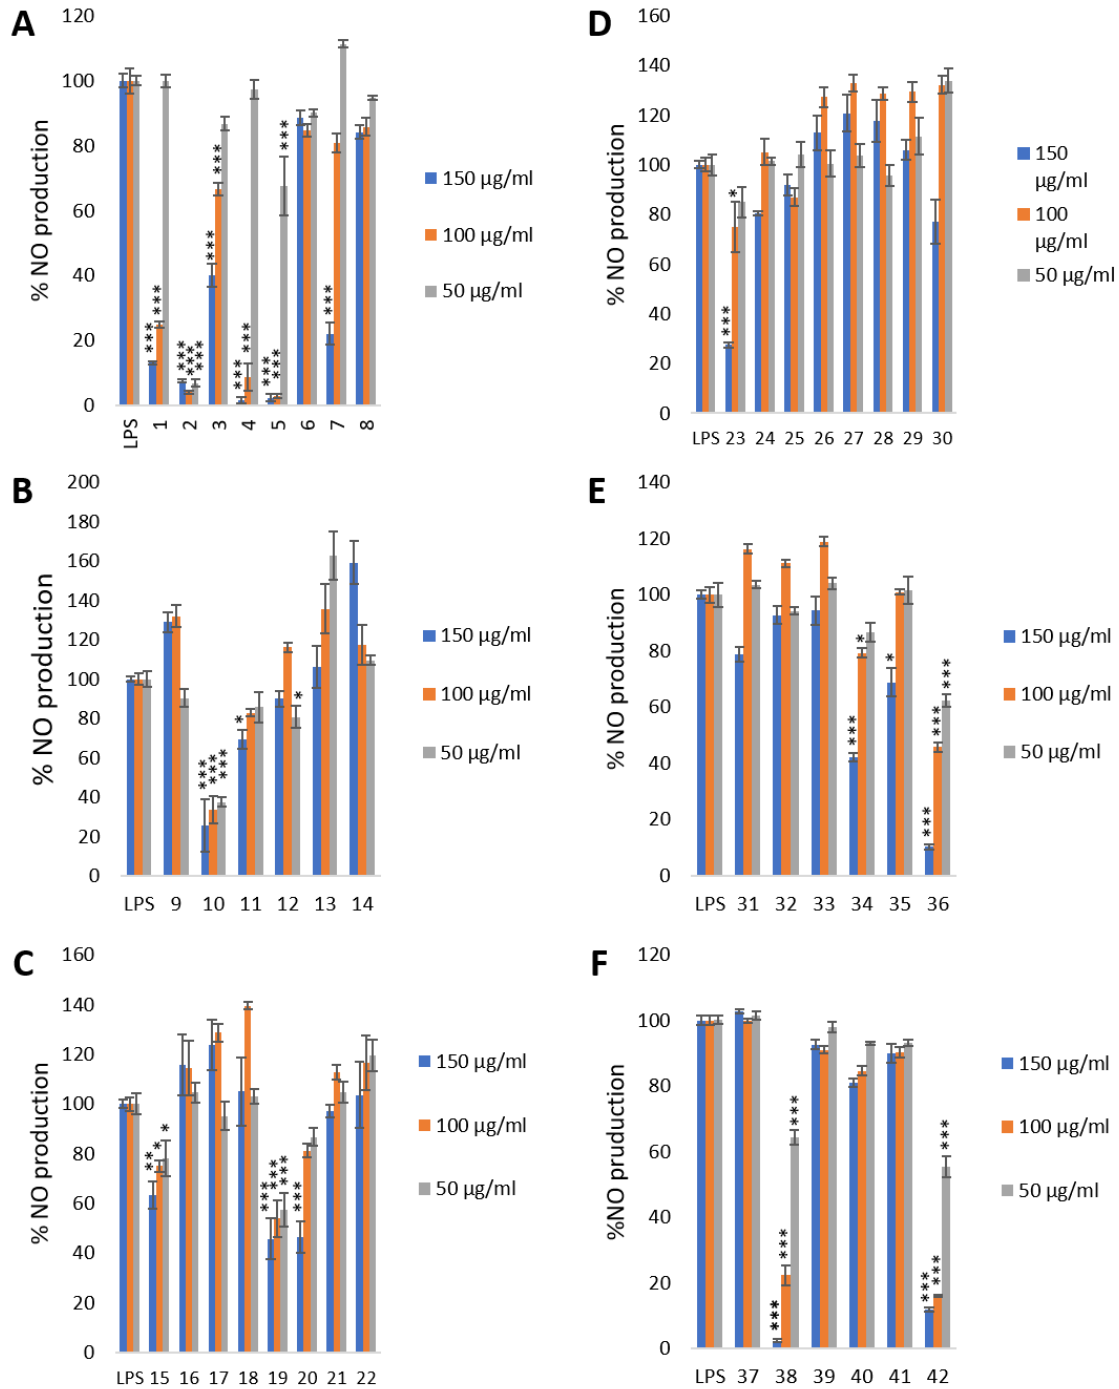 A
120
100
80
60
40
20
0
% NO production
*** *** *** *** *** *** *** *** *** *** *** *** ***
LPS 1 2 3 4 5 6 7 8
150 µg/ml
100 µg/ml
50 µg/ml
D
160
140
120
100
80
60
40
20
0
% NO production
*** *
LPS 23 24 25 26 27 28 29 30
150
µg/ml
100
µg/ml
50 µg/ml
B
200
180
160
140
120
100
80
60
40
20
0
% NO production
*** *** *** * *
LPS 9 10 11 12 13 14
150 µg/ml
100 µg/ml
50 µg/ml
E
140
120
100
80
60
40
20
0
% NO production
*** * * *** *** ***
LPS 31 32 33 34 35 36
150 µg/ml
100 µg/ml
50 µg/ml
C
160
140
120
100
80
60
40
20
0
% NO production
** * * *** *** *** ***
LPS 15 16 17 18 19 20 21 22
150 µg/ml
100 µg/ml
50 µg/ml
F
120
100
80
60
40
20
0
%NO pruduction
*** *** *** *** *** ***
LPS 37 38 39 40 41 42
150 µg/ml
100 µg/ml
50 µg/ml